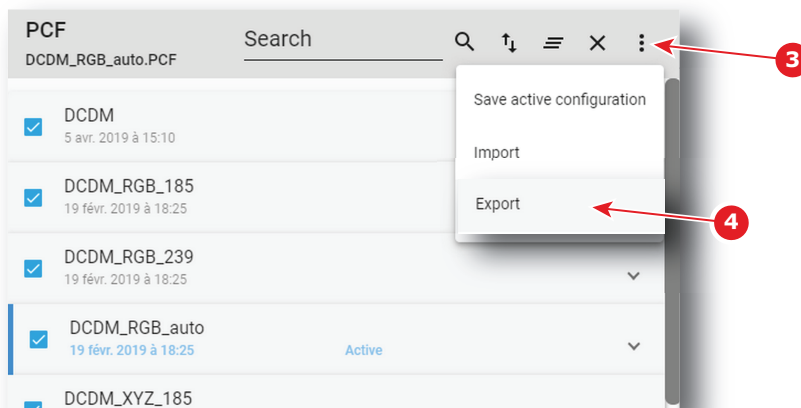 PCF
DCDM_RGB_auto.PCF
Search
3
Save active configuration
Import
Export
4
DCDM
5 avr. 2019 à 15:10
DCDM_RGB_185
19 févr. 2019 à 18:25
DCDM_RGB_239
19 févr. 2019 à 18:25
DCDM_RGB_auto
19 févr. 2019 à 18:25 Active
DCDM_XYZ_185